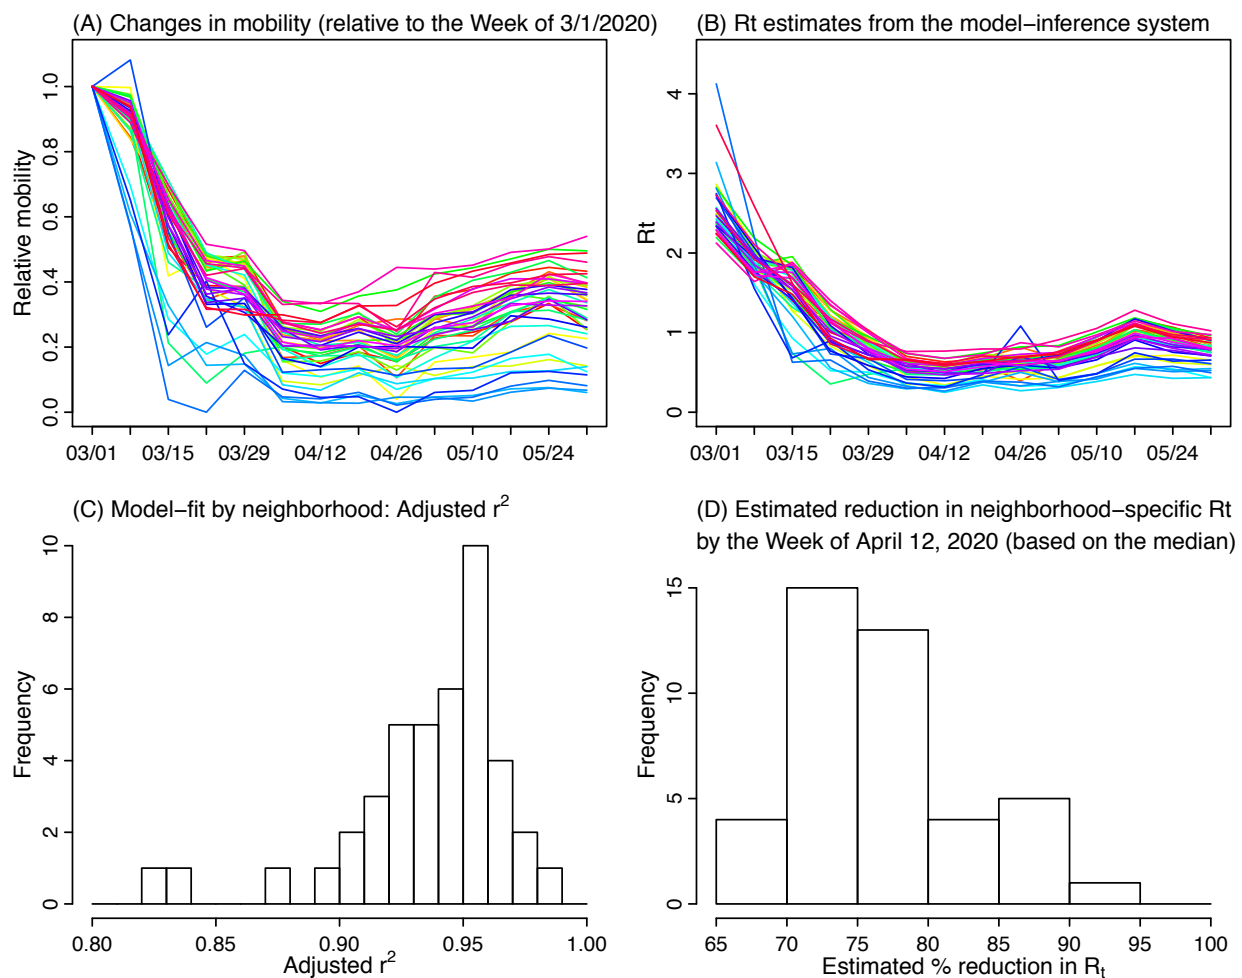 (A) Changes in mobility (relative to the Week of 3/1/2020)
Relative mobility
1.0
0.8
0.6
0.4
0.2
0.0
03/01 03/15 03/29 04/12 04/26 05/10 05/24
(B) Rt estimates from the model−inference system
Rt
4
3
2
1
0
03/01 03/15 03/29 04/12 04/26 05/10 05/24
(C) Model−fit by neighborhood: Adjusted r²
Frequency
10
8
6
4
2
0
0.80 0.85 0.90 0.95 1.00
Adjusted r²
(D) Estimated reduction in neighborhood−specific Rt
by the Week of April 12, 2020 (based on the median)
Frequency
15
10
5
0
65 70 75 80 85 90 95 100
Estimated % reduction in Rₜ